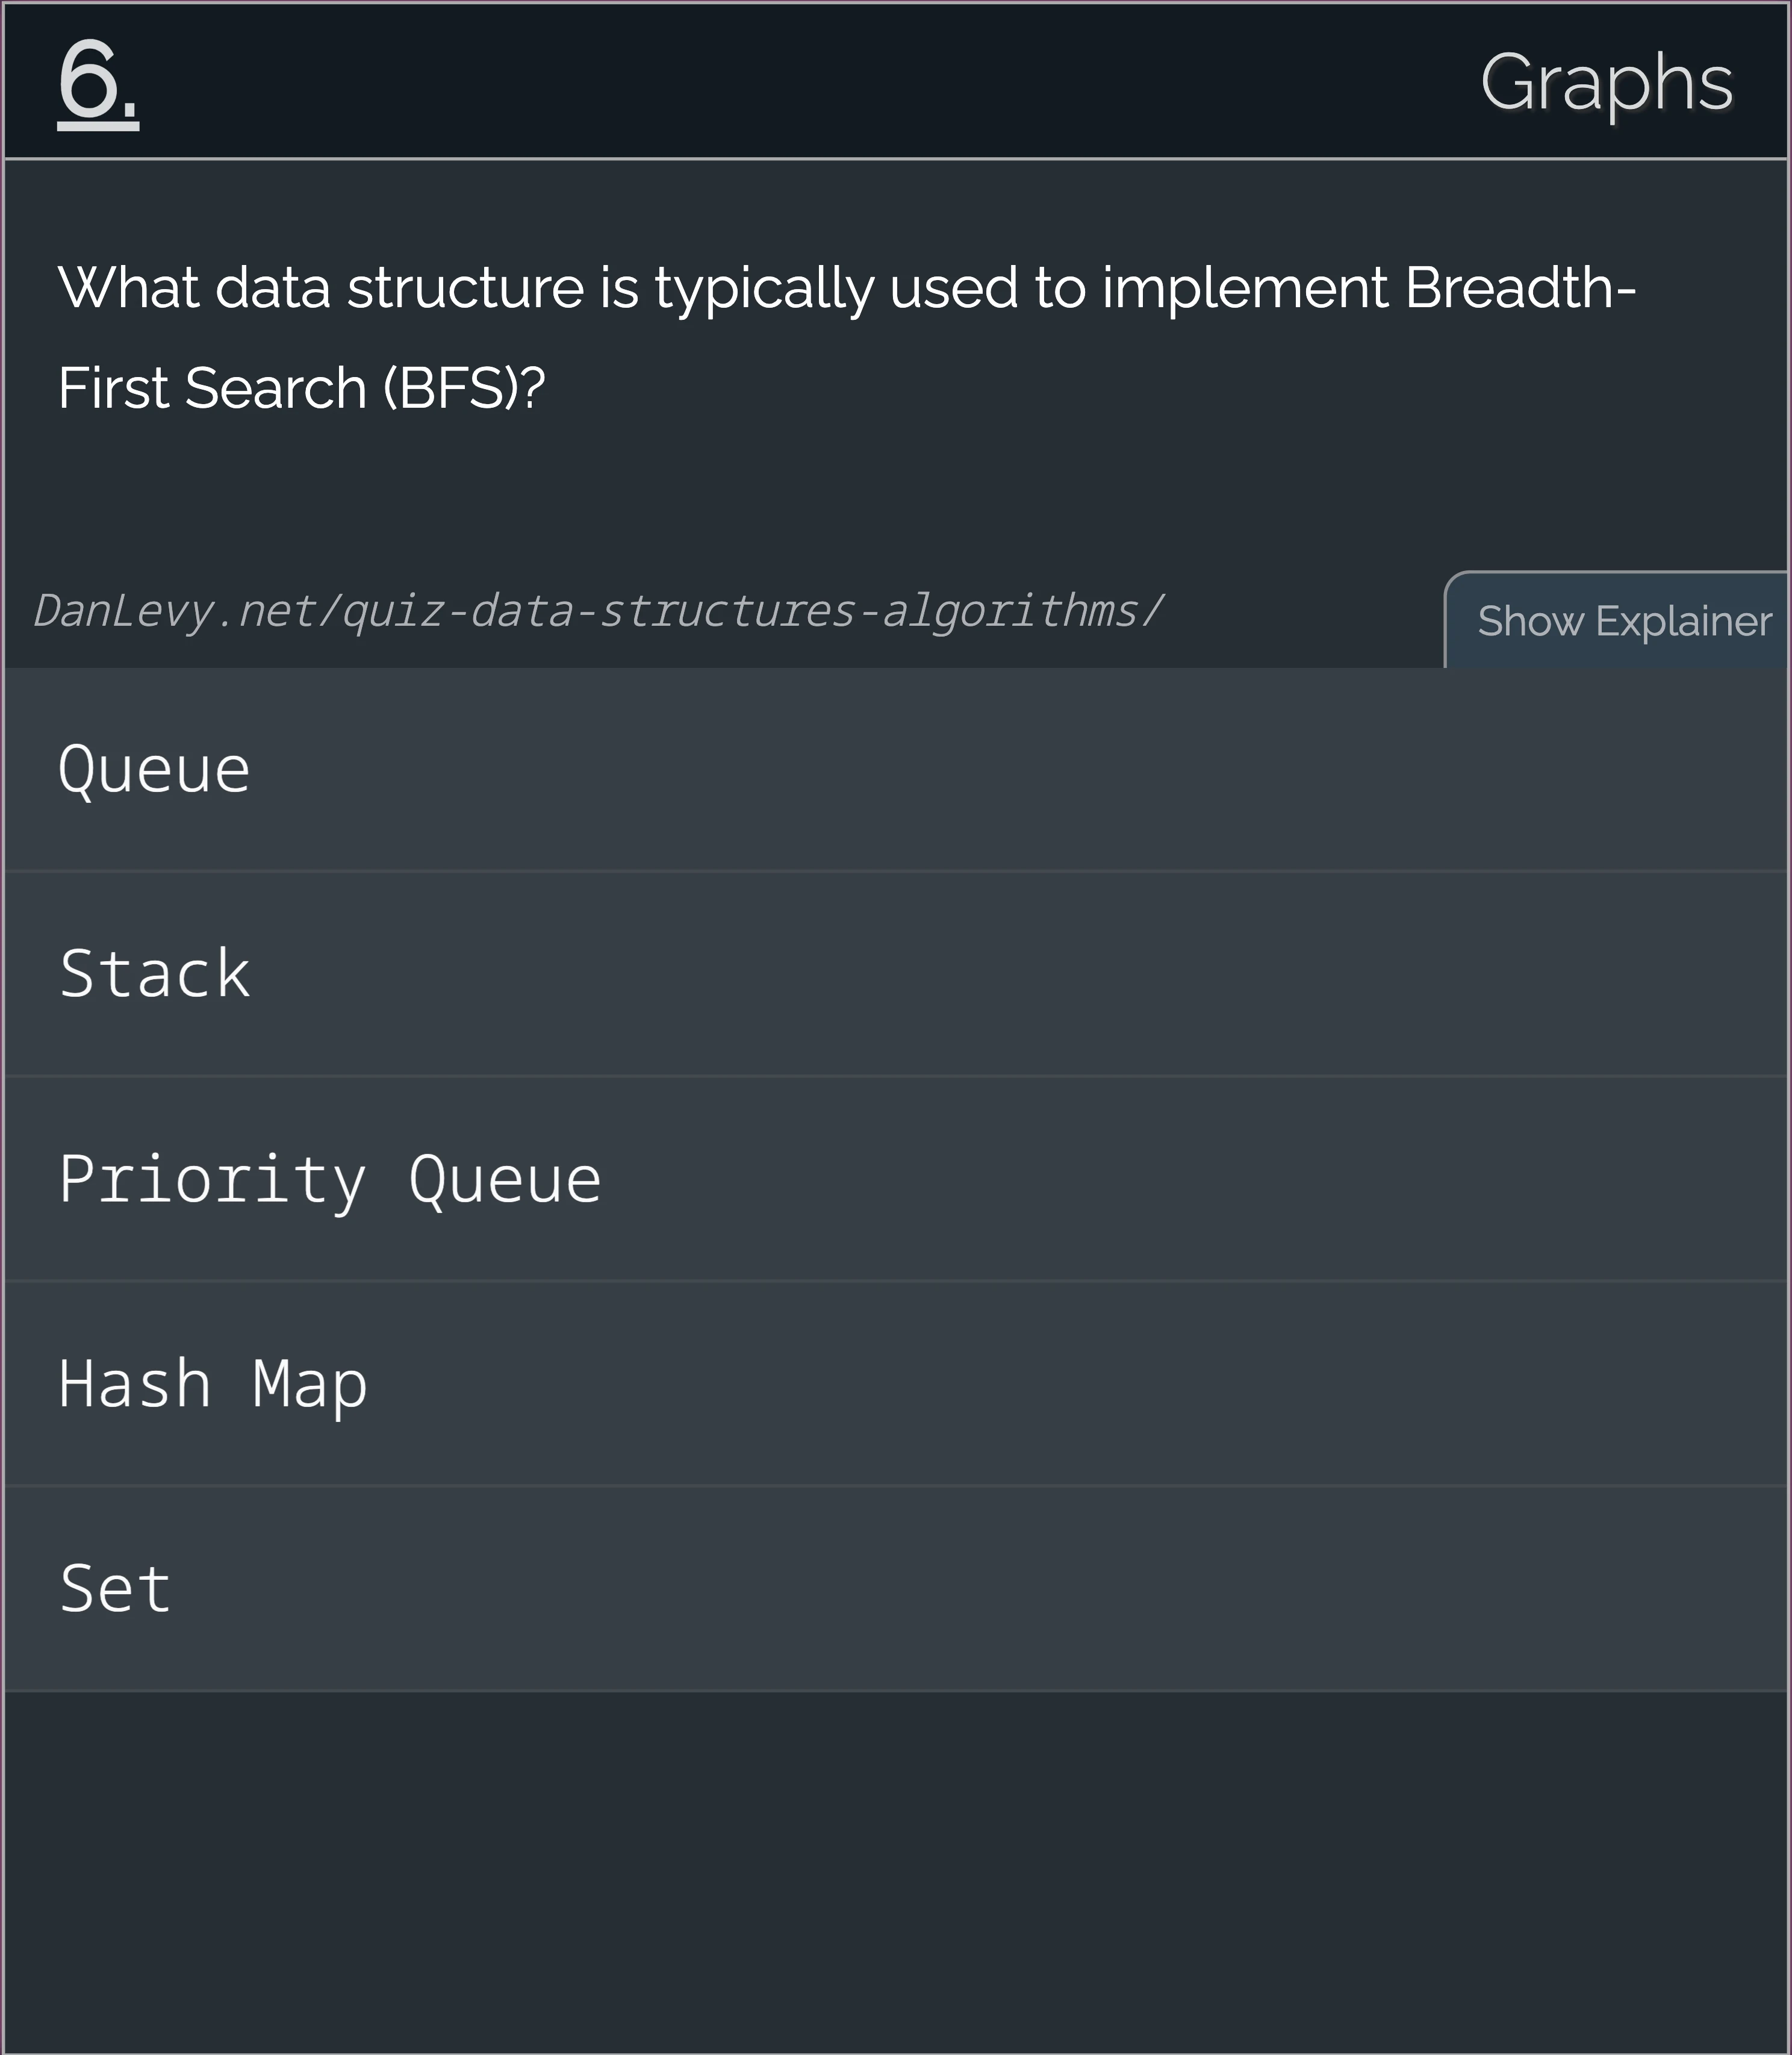 6.
Graphs
What data structure is typically used to implement Breadth-
First Search (BFS)?
DanLevy.net/quiz-data-structures-algorithms/
Show Explainer
Queue
Stack
Priority Queue
Hash Map
Set